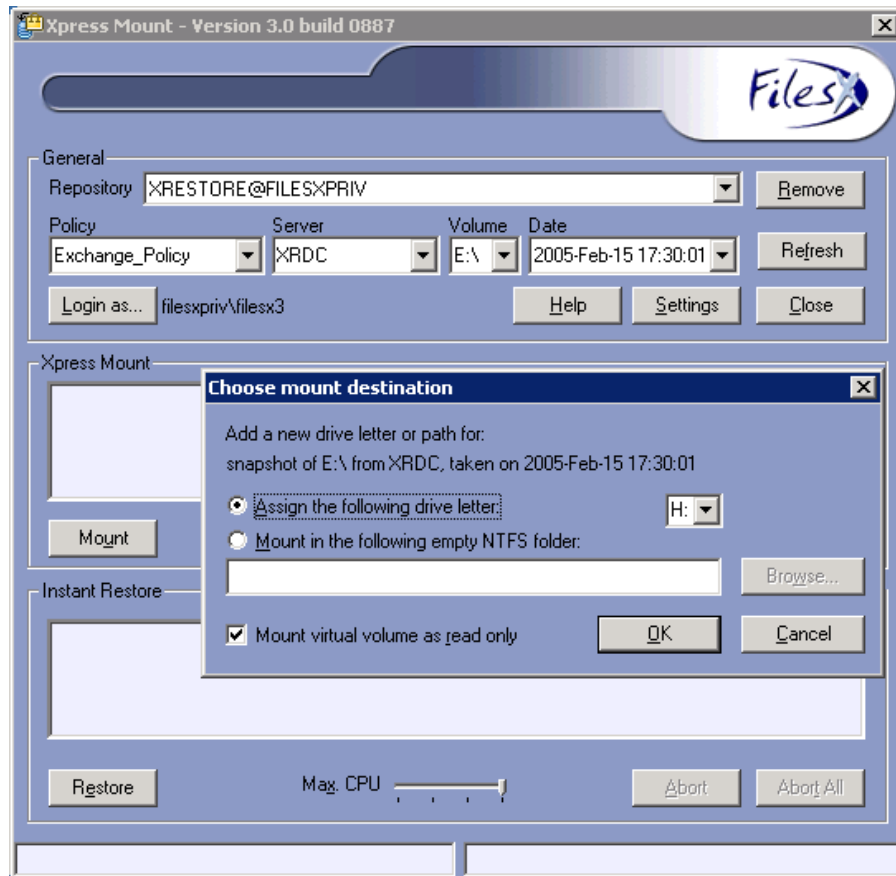 Xpress Mount - Version 3.0 build 0887
FilesX
General
Repository XRESTORE@FILESXPRIV Remove
Policy Server Volume Date
Exchange_Policy XRDC E:\ 2005-Feb-15 17:30:01 Refresh
Login as... filesxpriv\filesx3 Help Settings Close
Xpress Mount
Choose mount destination
Add a new drive letter or path for:
snapshot of E:\ from XRDC, taken on 2005-Feb-15 17:30:01
Assign the following drive letter: H:
Mount in the following empty NTFS folder:
Mount
Browse...
Instant Restore
Mount virtual volume as read only OK Cancel
Restore Max. CPU Abort Abort All